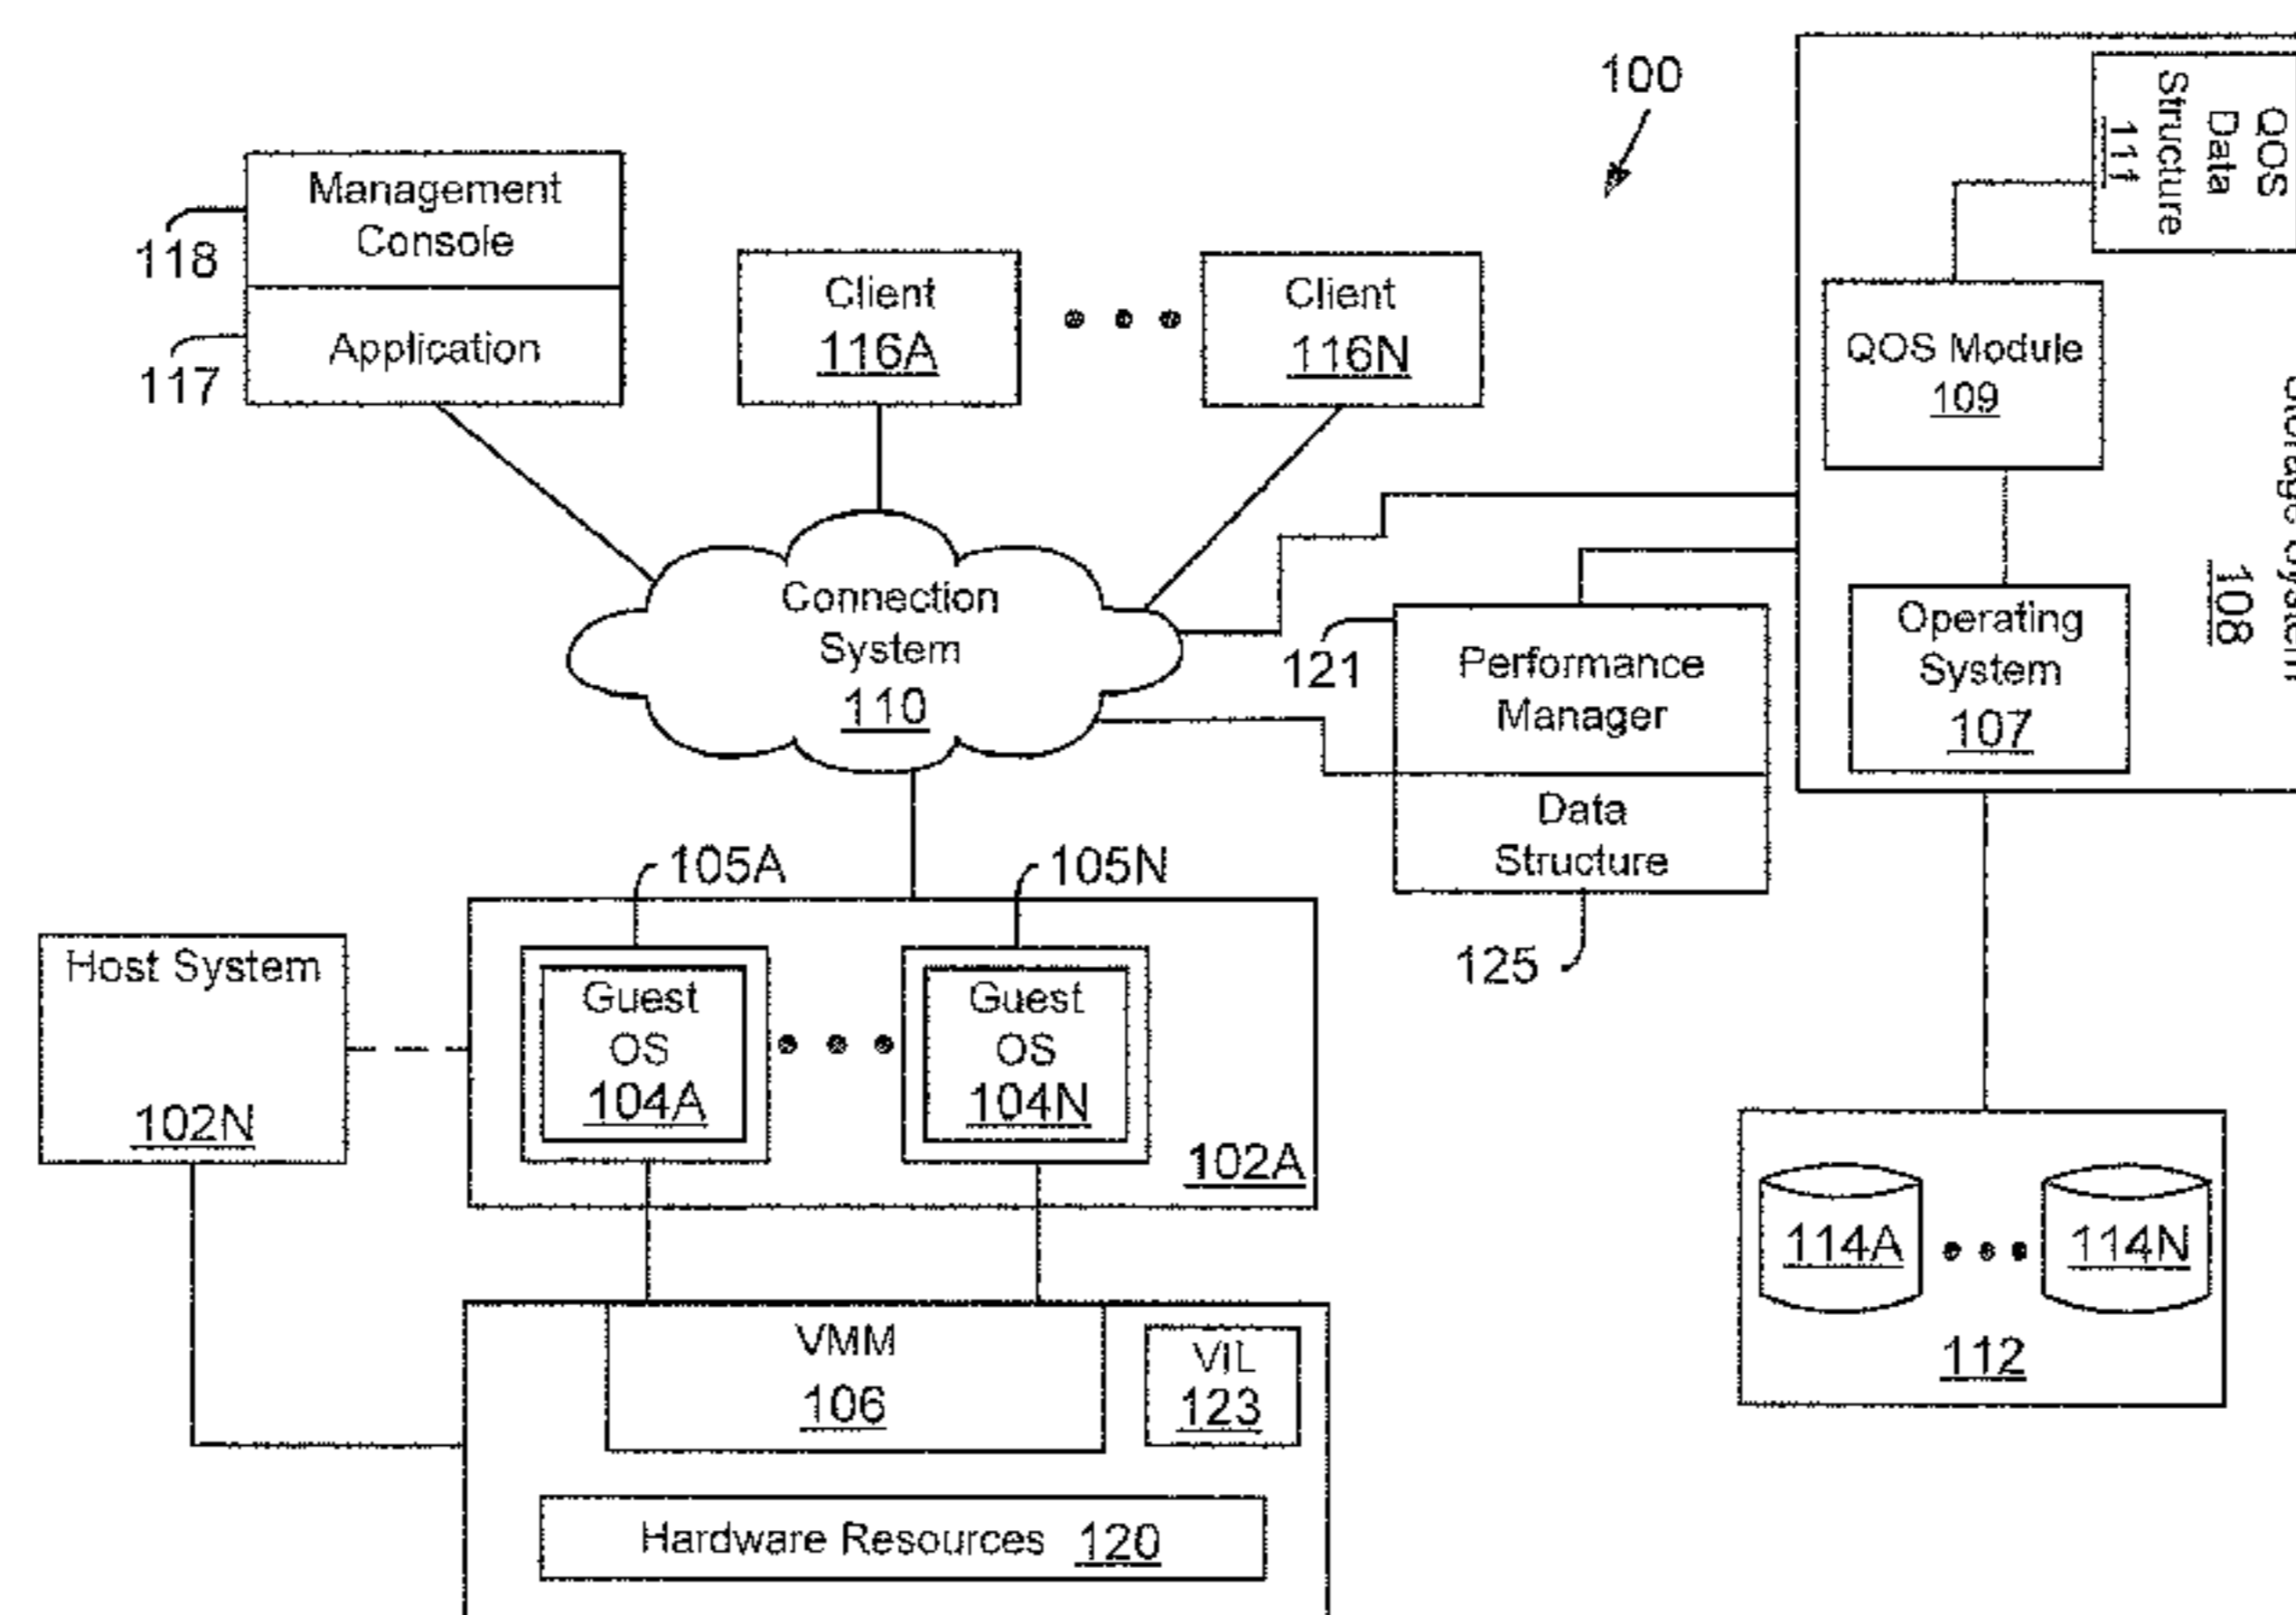 100
Management
Console
118
Application
117
Client
116A
Client
116N
QOS
Data
Structure
111
QOS Module
109
Storage System
108
Operating
System
107
Connection
System
110
121
Performance
Manager
Data
Structure
125
105A
105N
Host System
102N
Guest
OS
104A
Guest
OS
104N
102A
114A
114N
112
VMM
106
VIL
123
Hardware Resources 120